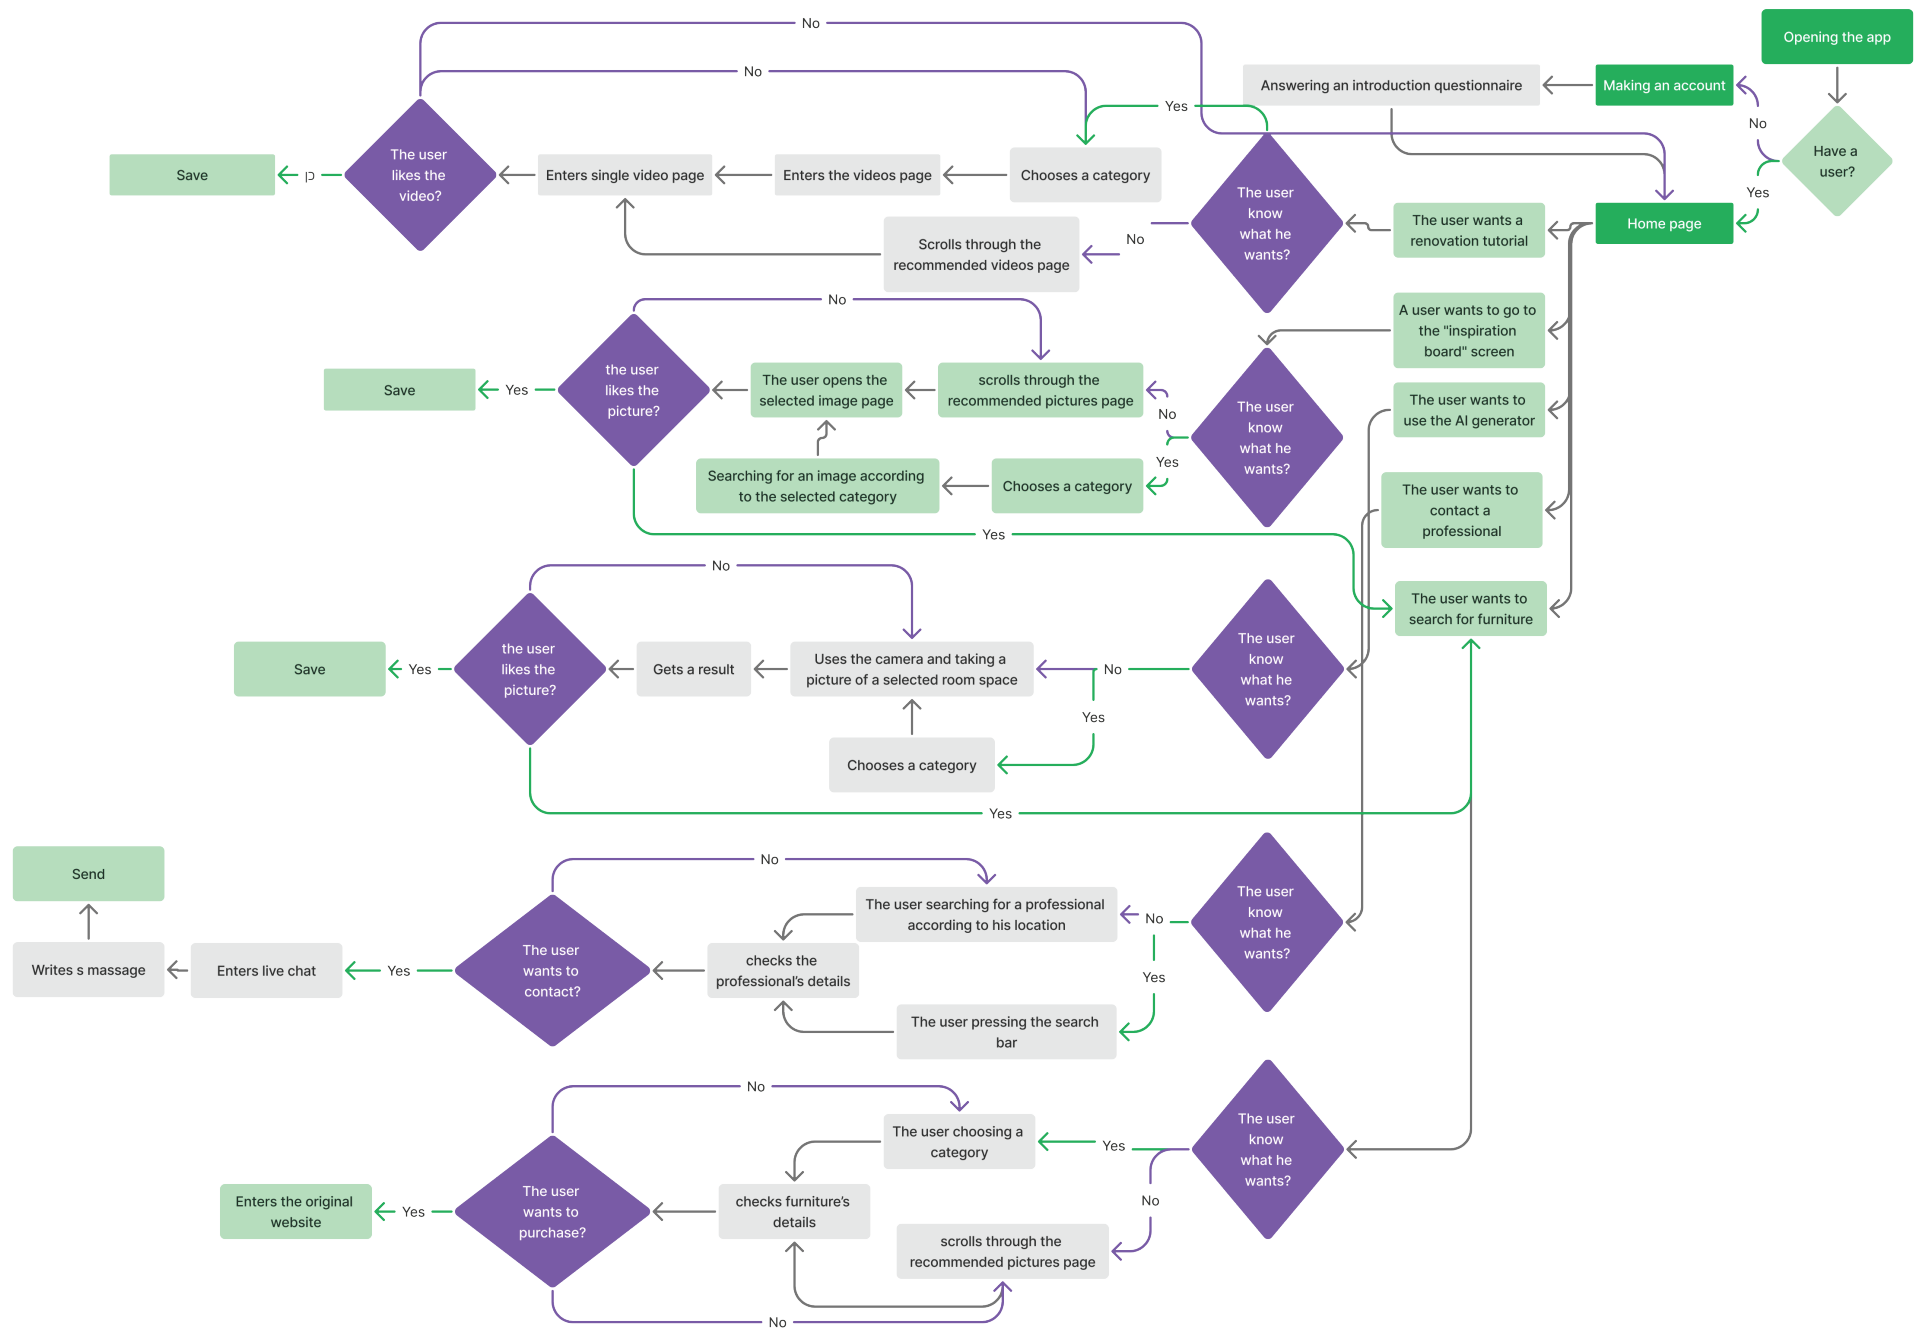 No
Opening the app
No
Answering an introduction questionnaire
Making an account
Yes
No
The user
likes the
video?
Save
כן
Enters single video page
Enters the videos page
Chooses a category
Have a
user?
Yes
The user
know
what he
wants?
The user wants a
renovation tutorial
Home page
No
Scrolls through the
recommended videos page
No
A user wants to go to
the "inspiration
board" screen
the user
likes the
picture?
Save
Yes
The user opens the
selected image page
scrolls through the
recommended pictures page
No
The user
know
what he
wants?
The user wants to
use the AI generator
Yes
Searching for an image according
to the selected category
Chooses a category
The user wants to
contact a
professional
Yes
No
The user wants to
search for furniture
the user
likes the
picture?
Save
Yes
Gets a result
Uses the camera and taking a
picture of a selected room space
No
The user
know
what he
wants?
Yes
Chooses a category
Yes
No
Send
The user searching for a professional
according to his location
No
The user
know
what he
wants?
Writes s massage
Enters live chat
Yes
The user
wants to
contact?
checks the
professional's details
Yes
The user pressing the search
bar
No
The user choosing a
category
Yes
The user
know
what he
wants?
Enters the original
website
Yes
The user
wants to
purchase?
checks furniture's
details
No
scrolls through the
recommended pictures page
No